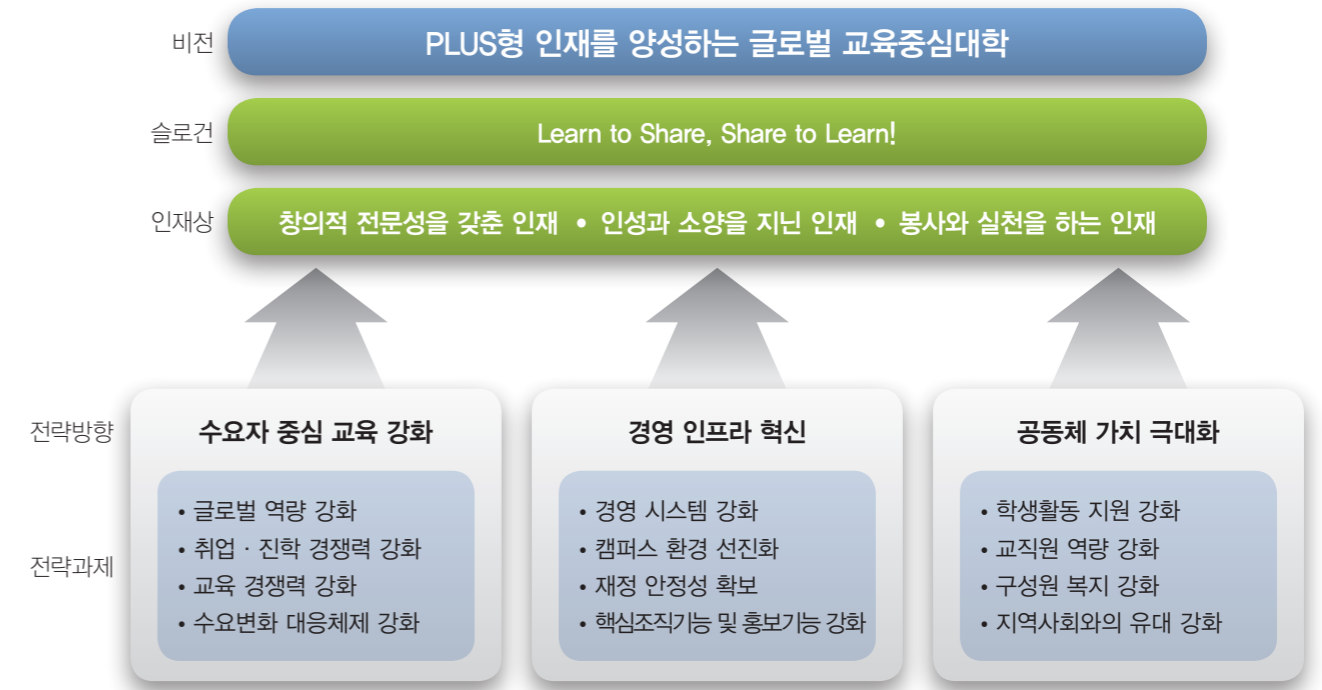 비전
PLUS형 인재를 양성하는 글로벌 교육중심대학
슬로건
Learn to Share, Share to Learn!
인재상
창의적 전문성을 갖춘 인재 • 인성과 소양을 지닌 인재 • 봉사와 실천을 하는 인재
전략방향
수요자 중심 교육 강화
경영 인프라 혁신
공동체 가치 극대화
전략과제
• 글로벌 역량 강화
• 취업 · 진학 경쟁력 강화
• 교육 경쟁력 강화
• 수요변화 대응체제 강화
• 경영 시스템 강화
• 캠퍼스 환경 선진화
• 재정 안정성 확보
• 핵심조직기능 및 홍보기능 강화
• 학생활동 지원 강화
• 교직원 역량 강화
• 구성원 복지 강화
• 지역사회와의 유대 강화